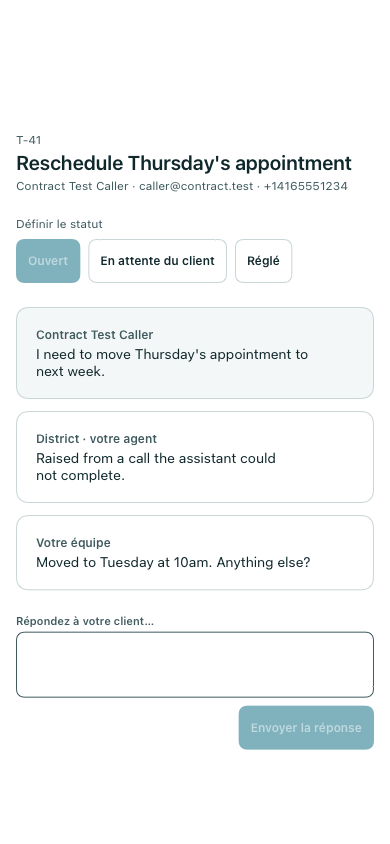 T-41
Reschedule Thursday's appointment
Contract Test Caller · caller@contract.test · +14165551234
Définir le statut
Ouvert
En attente du client
Réglé
Contract Test Caller
I need to move Thursday's appointment to
next week.
District · votre agent
Raised from a call the assistant could
not complete.
Votre équipe
Moved to Tuesday at 10am. Anything else?
Répondez à votre client…
Envoyer la réponse